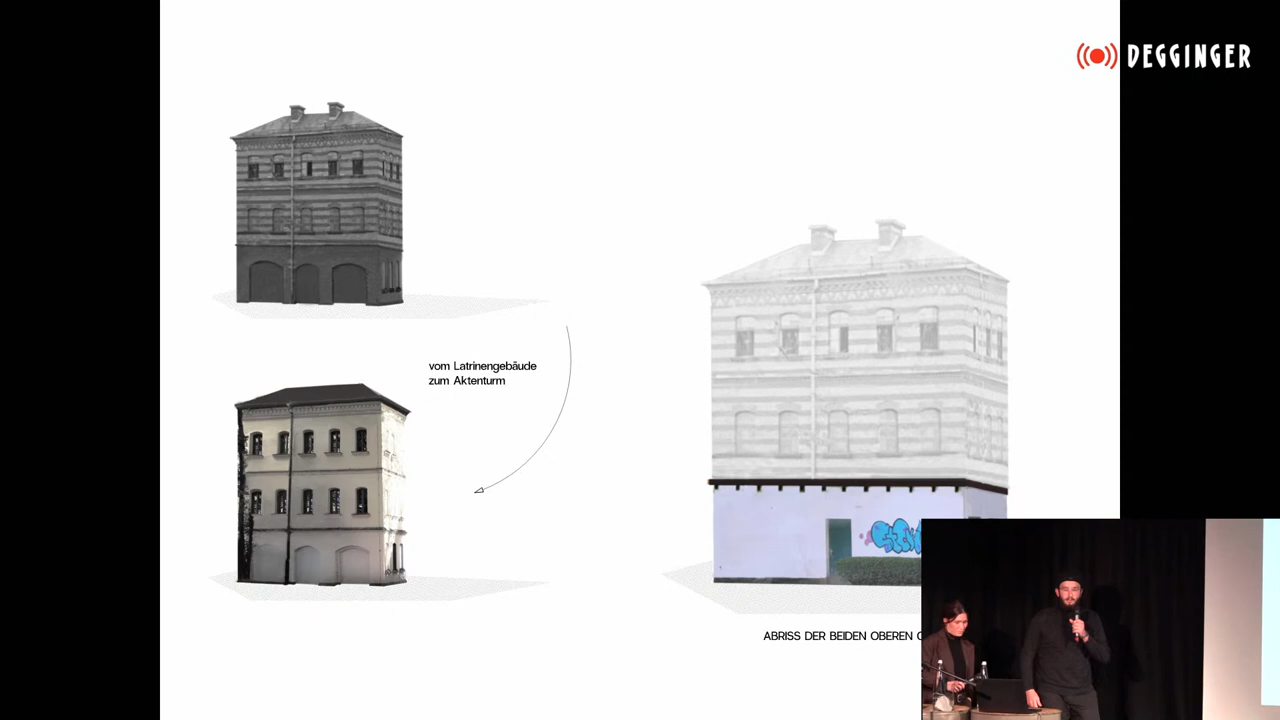 DEGGINGER
vom Latrinengebäude
zum Aktenturm
ABRISS DER BEIDEN OBEREN